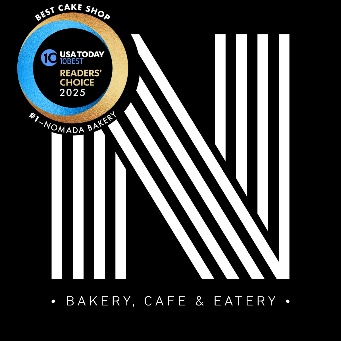 BEST CAKE SHOP
10 USA TODAY
10BEST
READERS'
CHOICE
2025
#1–NOMADA BAKERY
N
• BAKERY, CAFE & EATERY •